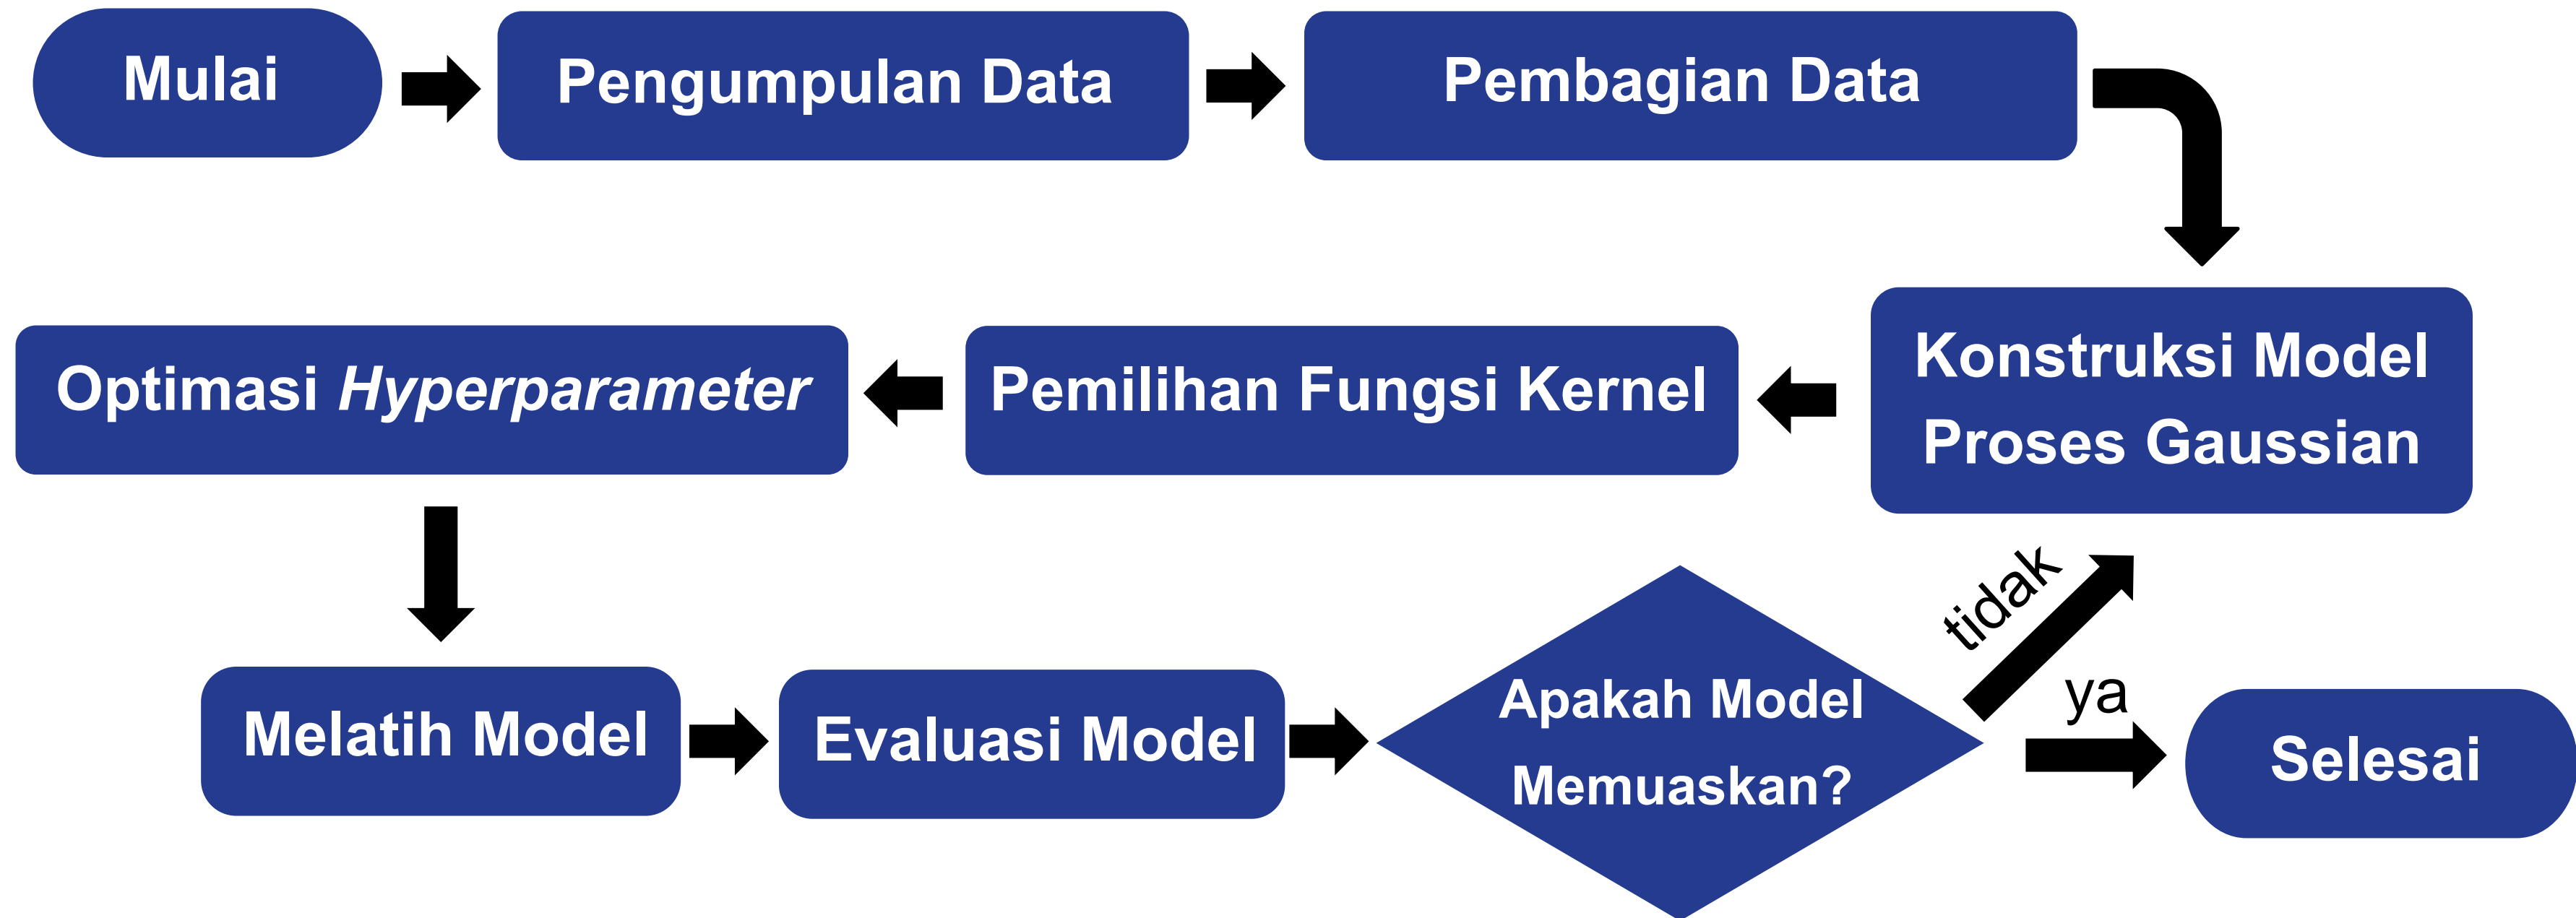 Mulai
Pengumpulan Data
Pembagian Data
Konstruksi Model
Proses Gaussian
Pemilihan Fungsi Kernel
Optimasi Hyperparameter
Melatih Model
Evaluasi Model
Apakah Model
Memuaskan?
tidak
ya
Selesai